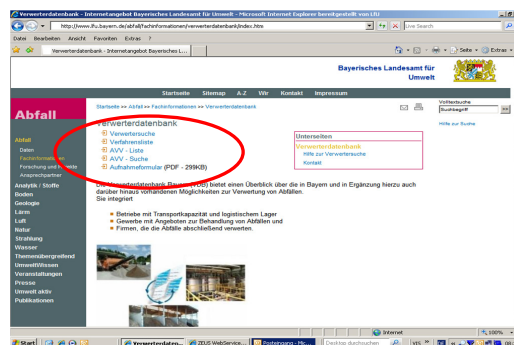 Verwerterdatenbank - Internetangebot Bayerisches Landesamt für Umwelt - Microsoft Internet Explorer bereitgestellt von LfU
http://www.lfu.bayern.de/abfall/fachinformationen/verwerterdatenbank/index.htm
Live Search
Datei Bearbeiten Ansicht Favoriten Extras ?
Verwerterdatenbank - Internetangebot Bayerisches L...
Seite Extras
Bayerisches Landesamt für
Umwelt
Startseite Sitemap A-Z Wir Kontakt Impressum
Startseite >> Abfall >> Fachinformationen >> Verwerterdatenbank
Volltextsuche
Suchbegriff
Hilfe zur Suche
Abfall
Abfall
Daten
Fachinformationen
Forschung und
Ansprechpartner
Analytik / Stoffe
Boden
Geologie
Lärm
Luft
Natur
Strahlung
Wasser
Themenübergreifend
UmweltWissen
Veranstaltungen
Presse
Umwelt aktiv
Publikationen
Verwerterdatenbank
Verwertersuche
Verfahrensliste
AVV - Liste
AVV - Suche
Aufnahmeformular (PDF - 299KB)
Unterseiten
Verwerterdatenbank
Hilfe zur Verwertersuche
Kontakt
Die Verwerterdatenbank Bayern (VDB) bietet einen Überblick über die in Bayern und in Ergänzung hierzu auch
darüber hinaus vorhandenen Möglichkeiten zur Verwertung von Abfällen.
Sie integriert
Betriebe mit Transportkapazität und logistischem Lager
Gewerbe mit Angeboten zur Behandlung von Abfällen und
Firmen, die die Abfälle abschließend verwerten.
Internet
100%
Start
Verwerterdaten...
ZEUS WebService...
Posteingang - Mic...
Desktop durchsuchen